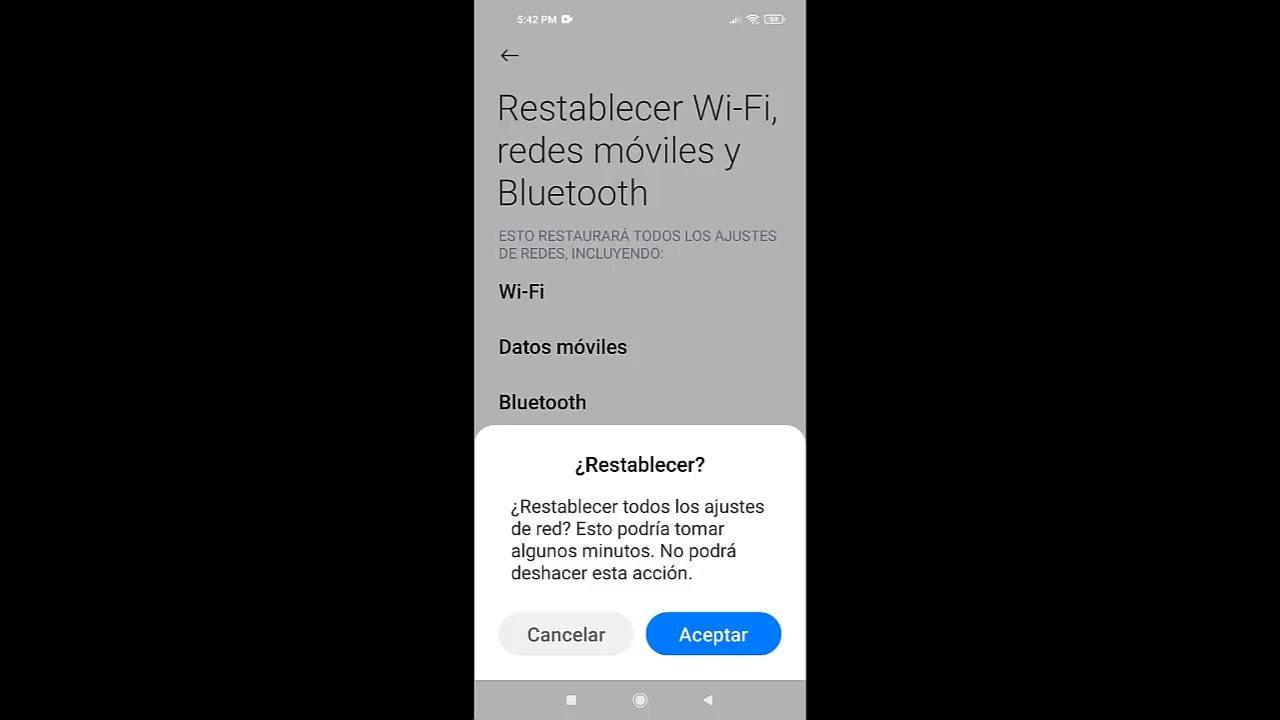 5:42 PM
84
Restablecer Wi-Fi,
redes móviles y
Bluetooth
ESTO RESTAURARÁ TODOS LOS AJUSTES
DE REDES, INCLUYENDO:
Wi-Fi
Datos móviles
Bluetooth
¿Restablecer?
¿Restablecer todos los ajustes
de red? Esto podría tomar
algunos minutos. No podrá
deshacer esta acción.
Cancelar
Aceptar